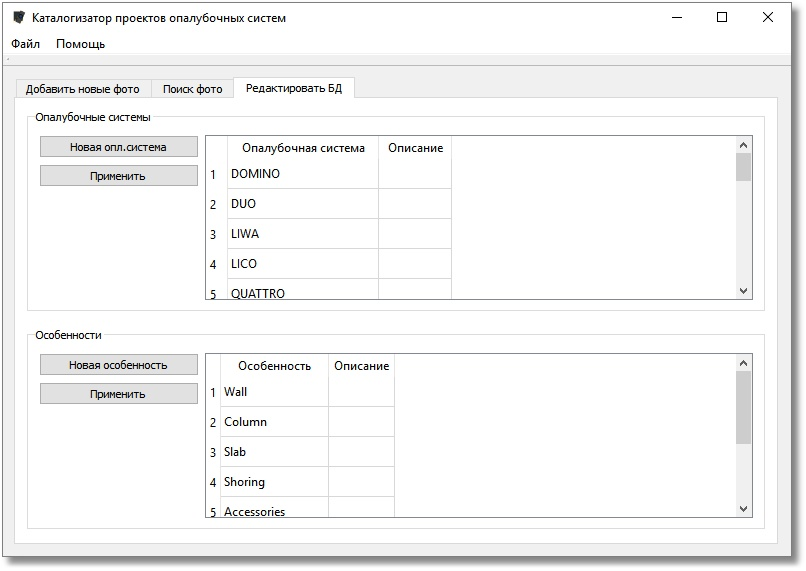 Каталогизатор проектов опалубочных систем
Файл Помощь
Добавить новые фото Поиск фото Редактировать БД
Опалубочные системы
Новая опл.система
Применить
Опалубочная система Описание
1 DOMINO
2 DUO
3 LIWA
4 LICO
5 QUATTRO
Особенности
Новая особенность
Применить
Особенность Описание
1 Wall
2 Column
3 Slab
4 Shoring
5 Accessories